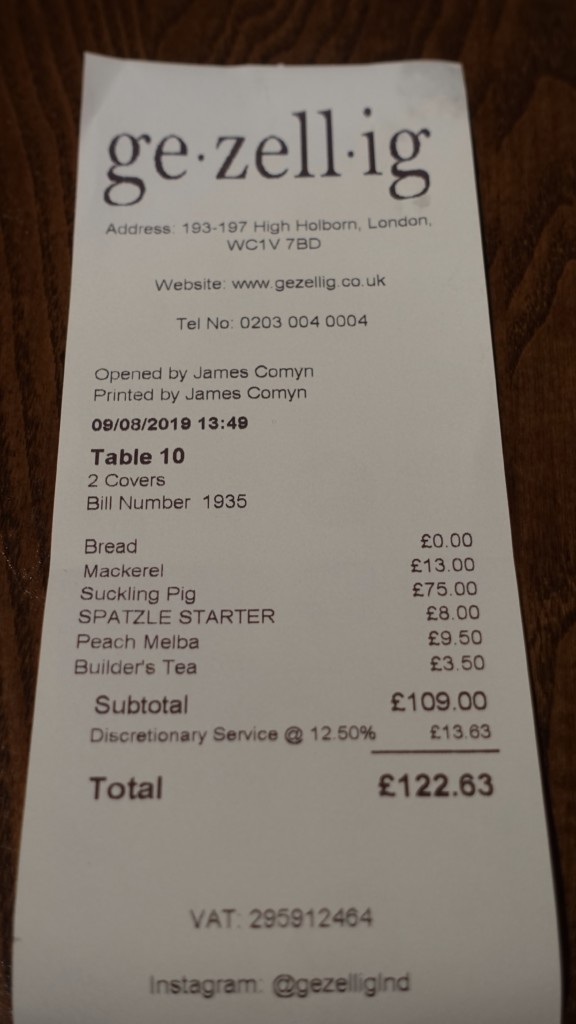 ge·zell·ig
Address: 193-197 High Holborn, London,
WC1V 7BD
Website: www.gezellig.co.uk
Tel No: 0203 004 0004
Opened by James Comyn
Printed by James Comyn
09/08/2019 13:49
Table 10
2 Covers
Bill Number 1935
Bread £0.00
Mackerel £13.00
Suckling Pig £75.00
SPATZLE STARTER £8.00
Peach Melba £9.50
Builder's Tea £3.50
Subtotal £109.00
Discretionary Service @ 12.50% £13.63
Total £122.63
VAT: 295912464
Instagram: @gezelliglnd